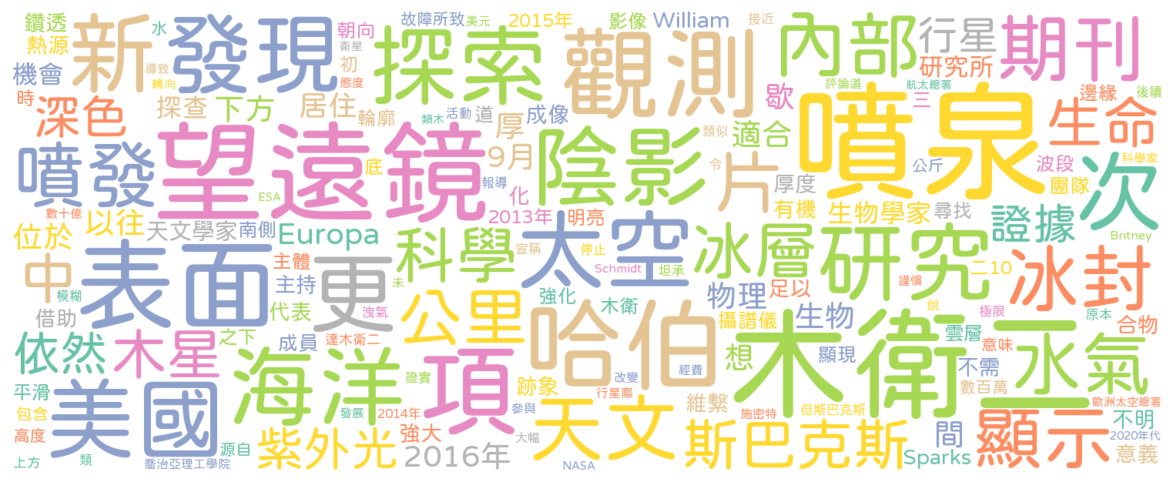 鑽透
熱源
機會
水
時
新
導致
轉向
發現
故障所致
朝向
衛星
初
態度
美元
探索
2015年
影像
William
接近
觀測
內部
評論道
行星
研究所
航太總署
期刊
邊緣
後續
深色
探查
下方
居住
輪廓
類木
活動
道
厚
成像
9月
歇
三
類似
適合
生命
噴發
望遠鏡
底
報導
ESA
化
2013年
陰影
明亮
令
片
厚度
有機
噴泉
公斤
波段
團隊
科學家
生物學家
尋找
次
數十億
位於
以往
天文學家
南側
Europa
科學
宣稱
停止
太空
Schmidt
坦承
冰層
研究
謹慎
二10
證據
Britney
中
模糊
表面
主體
主持
代表
更
洩氣
未
公里
強化
木衛
物理
足以
冰封
說
極限
原本
借助
之下
成員
達木衛二
哈伯
攝譜儀
生物
想
顯現
木衛二
雲層
意味
不需
數百萬
水氣
合物
依然
木星
平滑
包含
高度
上方
類
美國
海洋
證實
發展
2014年
項
參與
跡象
行星際
改變
經費
維繫
施密特
但斯巴克斯
歐洲太空總署
不明
2020年代
意義
源自
喬治亞理工學院
紫外光
強大
2016年
大幅
天文
NASA
斯巴克斯
間
Sparks
顯示